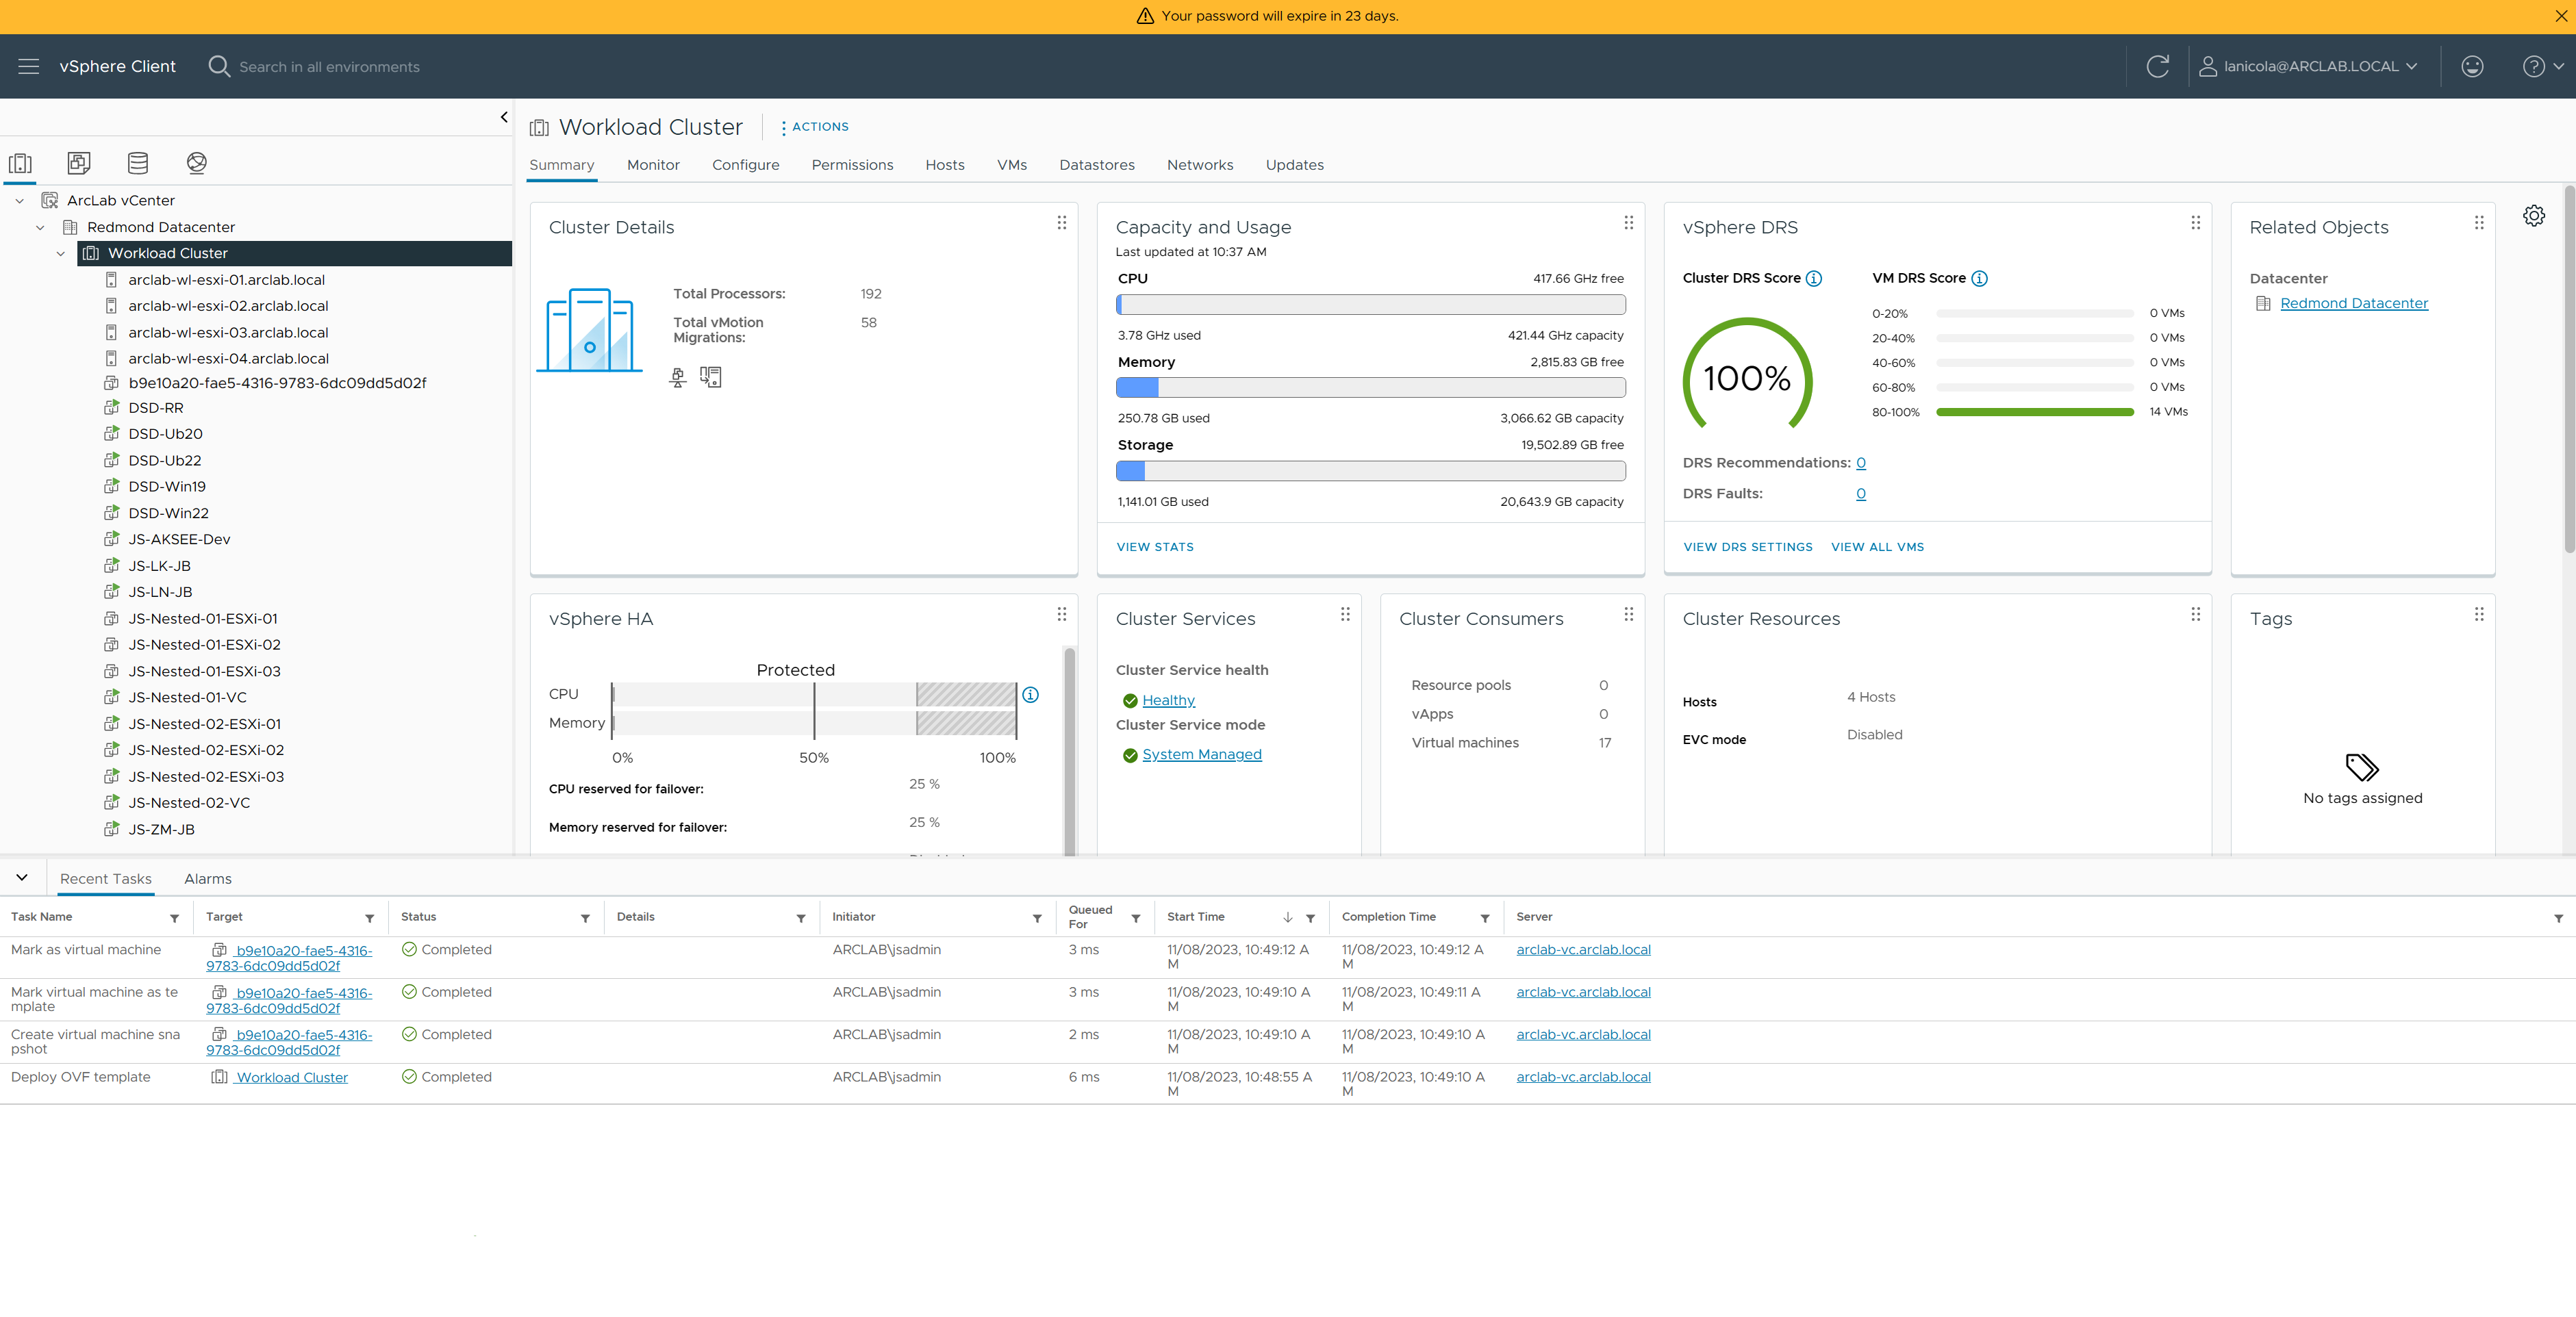 Your password will expire in 23 days.
vSphere Client
Search in all environments
lanicola@ARCLAB.LOCAL
ArcLab vCenter
Redmond Datacenter
Workload Cluster
arclab-wl-esxi-01.arclab.local
arclab-wl-esxi-02.arclab.local
arclab-wl-esxi-03.arclab.local
arclab-wl-esxi-04.arclab.local
b9e10a20-fae5-4316-9783-6dc09dd5d02f
DSD-RR
DSD-Ub20
DSD-Ub22
DSD-Win19
DSD-Win22
JS-AKSEE-Dev
JS-LK-JB
JS-LN-JB
JS-Nested-01-ESXi-01
JS-Nested-01-ESXi-02
JS-Nested-01-ESXi-03
JS-Nested-01-VC
JS-Nested-02-ESXi-01
JS-Nested-02-ESXi-02
JS-Nested-02-ESXi-03
JS-Nested-02-VC
JS-ZM-JB
Workload Cluster
ACTIONS
Summary Monitor Configure Permissions Hosts VMs Datastores Networks Updates
Cluster Details
Total Processors: 192
Total vMotion 58
Migrations:
Capacity and Usage
Last updated at 10:37 AM
CPU 417.66 GHz free
3.78 GHz used 421.44 GHz capacity
Memory 2,815.83 GB free
250.78 GB used 3,066.62 GB capacity
Storage 19,502.89 GB free
1,141.01 GB used 20,643.9 GB capacity
VIEW STATS
vSphere DRS
Cluster DRS Score VM DRS Score
100%
0-20% 0 VMs
20-40% 0 VMs
40-60% 0 VMs
60-80% 0 VMs
80-100% 14 VMs
DRS Recommendations: 0
DRS Faults: 0
VIEW DRS SETTINGS VIEW ALL VMS
Related Objects
Datacenter
Redmond Datacenter
vSphere HA
Protected
CPU
Memory
0% 50% 100%
CPU reserved for failover: 25 %
Memory reserved for failover: 25 %
Cluster Services
Cluster Service health
Healthy
Cluster Service mode
System Managed
Cluster Consumers
Resource pools 0
vApps 0
Virtual machines 17
Cluster Resources
Hosts 4 Hosts
EVC mode Disabled
Tags
No tags assigned
Recent Tasks Alarms
Task Name Target Status Details Initiator Queued For Start Time Completion Time Server
Mark as virtual machine b9e10a20-fae5-4316- Completed ARCLAB\jsadmin 3 ms 11/08/2023, 10:49:12 A 11/08/2023, 10:49:12 A arclab-vc.arclab.local
9783-6dc09dd5d02f M M
Mark virtual machine as te b9e10a20-fae5-4316- Completed ARCLAB\jsadmin 3 ms 11/08/2023, 10:49:10 A 11/08/2023, 10:49:11 A arclab-vc.arclab.local
mplate 9783-6dc09dd5d02f M M
Create virtual machine sna b9e10a20-fae5-4316- Completed ARCLAB\jsadmin 2 ms 11/08/2023, 10:49:10 A 11/08/2023, 10:49:10 A arclab-vc.arclab.local
pshot 9783-6dc09dd5d02f M M
Deploy OVF template Workload Cluster Completed ARCLAB\jsadmin 6 ms 11/08/2023, 10:48:55 A 11/08/2023, 10:49:10 A arclab-vc.arclab.local
M M